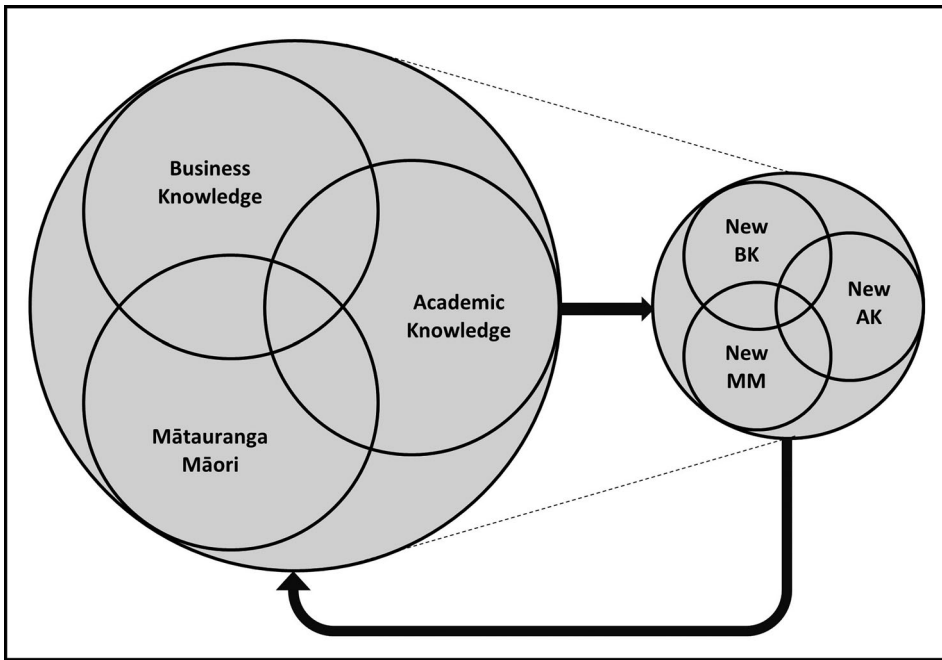 Business
Knowledge
Academic
Knowledge
Mātauranga
Māori
New
BK
New
AK
New
MM